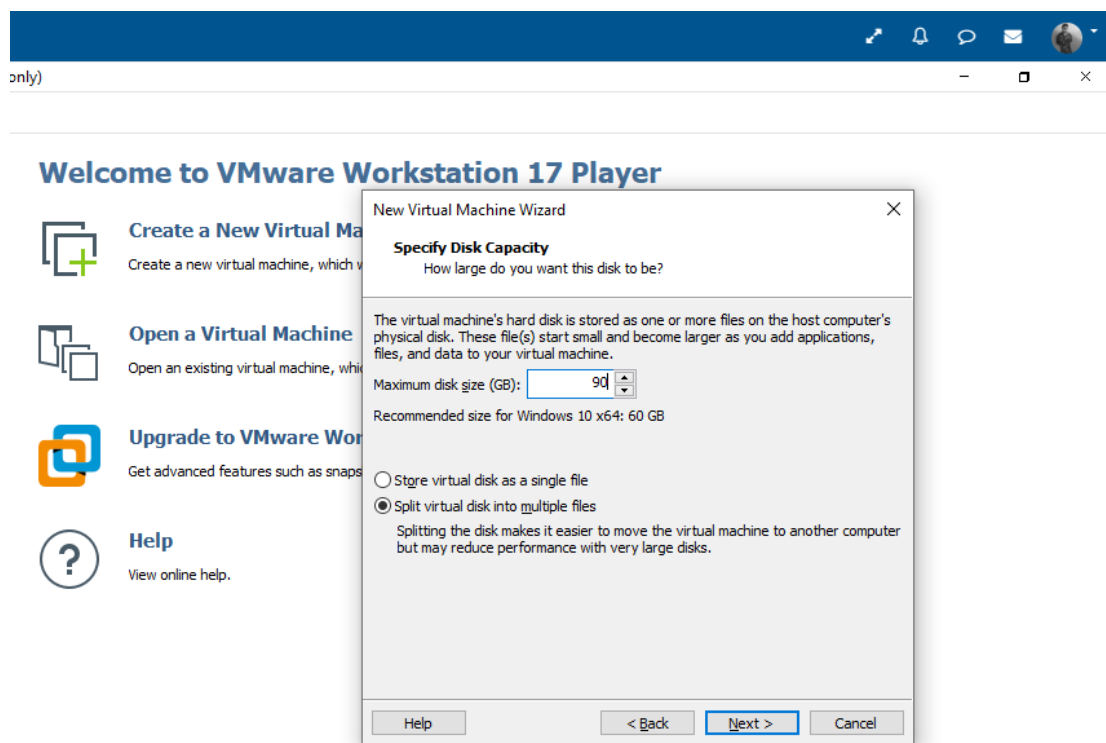 only)
Welcome to VMware Workstation 17 Player
Create a New Virtual Ma
Create a new virtual machine, which w
Open a Virtual Machine
Open an existing virtual machine, whic
Upgrade to VMware Wor
Get advanced features such as snaps
Help
View online help.
New Virtual Machine Wizard
Specify Disk Capacity
How large do you want this disk to be?
The virtual machine's hard disk is stored as one or more files on the host computer's
physical disk. These file(s) start small and become larger as you add applications,
files, and data to your virtual machine.
Maximum disk size (GB): 90
Recommended size for Windows 10 x64: 60 GB
Store virtual disk as a single file
Split virtual disk into multiple files
Splitting the disk makes it easier to move the virtual machine to another computer
but may reduce performance with very large disks.
Help < Back Next > Cancel